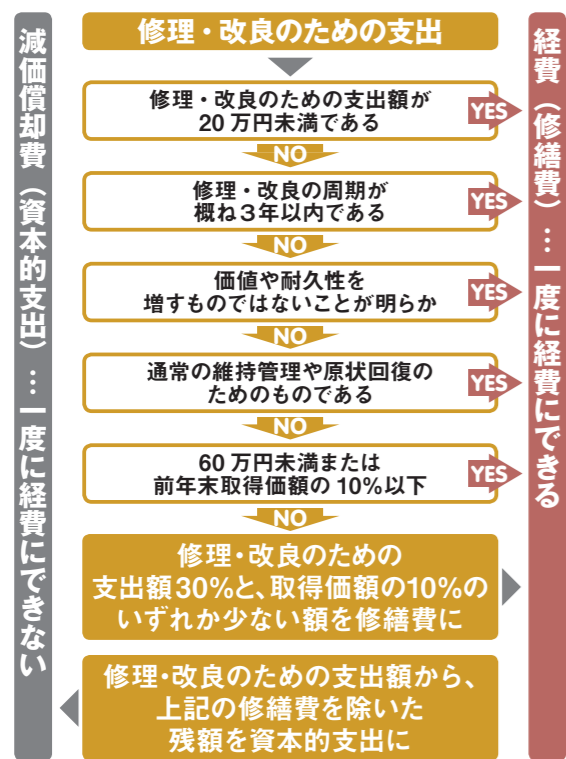 減価償却費（資本的支出）…一度に経費にできない
修理・改良のための支出
修理・改良のための支出額が
20万円未満である
YES
NO
修理・改良の周期が
概ね3年以内である
YES
NO
価値や耐久性を
増すものではないことが明らか
YES
NO
通常の維持管理や原状回復の
ためのものである
YES
NO
60万円未満または
前年末取得価額の10%以下
YES
NO
修理・改良のための
支出額30%と、取得価額の10%の
いずれか少ない額を修繕費に
修理・改良のための支出額から、
上記の修繕費を除いた
残額を資本的支出に
経費（修繕費）…一度に経費にできる